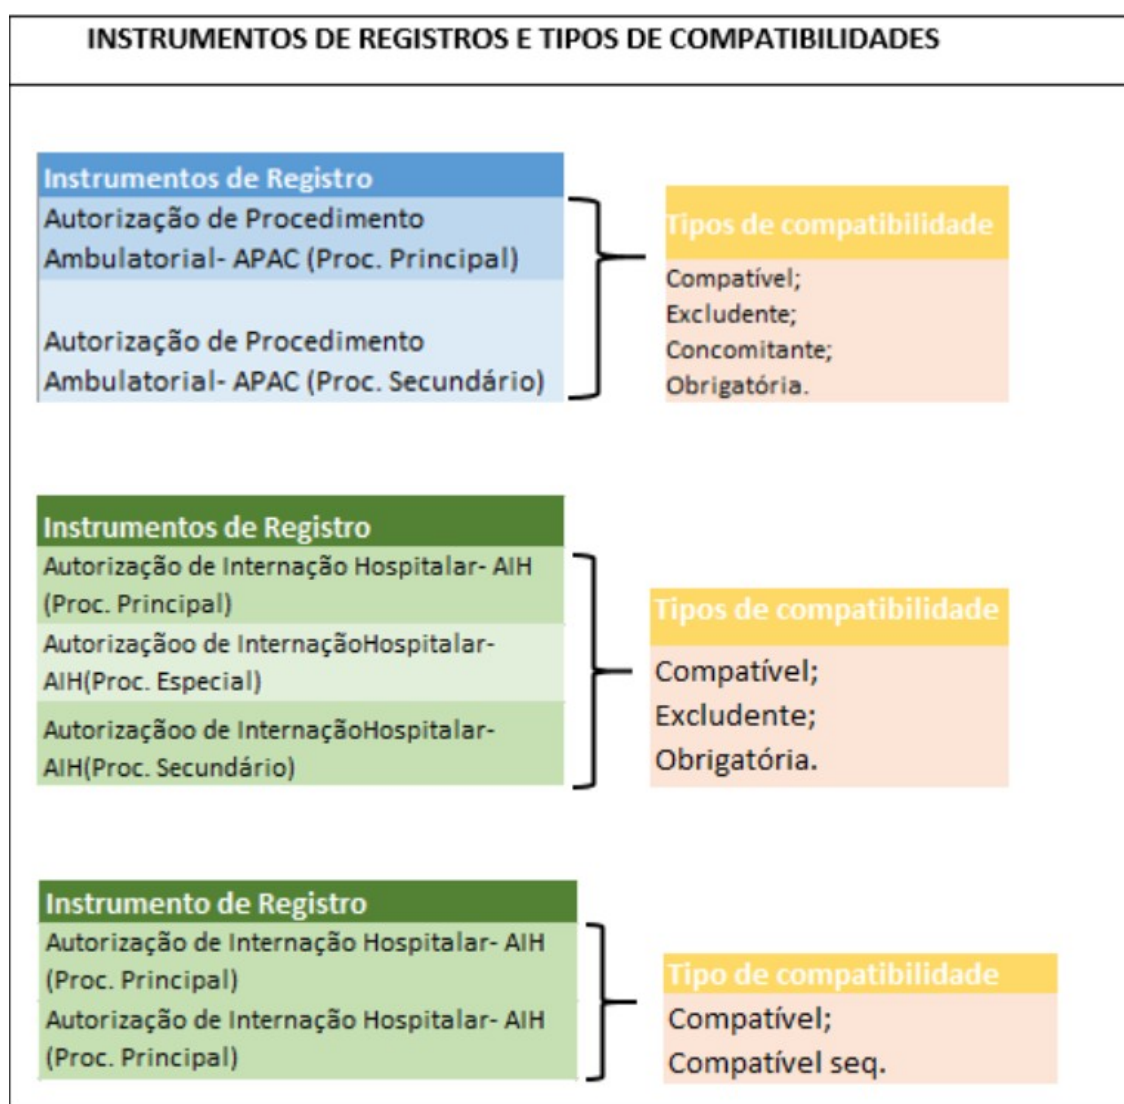 INSTRUMENTOS DE REGISTROS E TIPOS DE COMPATIBILIDADES
Instrumentos de Registro
Autorização de Procedimento
Ambulatorial- APAC (Proc. Principal)
Autorização de Procedimento
Ambulatorial- APAC (Proc. Secundário)
Tipos de compatibilidade
Compatível;
Excludente;
Concomitante;
Obrigatória.
Instrumentos de Registro
Autorização de Internação Hospitalar- AIH
(Proc. Principal)
Autorizaçãoo de InternaçãoHospitalar-
AIH(Proc. Especial)
Autorizaçãoo de InternaçãoHospitalar-
AIH(Proc. Secundário)
Tipos de compatibilidade
Compatível;
Excludente;
Obrigatória.
Instrumento de Registro
Autorização de Internação Hospitalar- AIH
(Proc. Principal)
Autorização de Internação Hospitalar- AIH
(Proc. Principal)
Tipo de compatibilidade
Compatível;
Compatível seq.